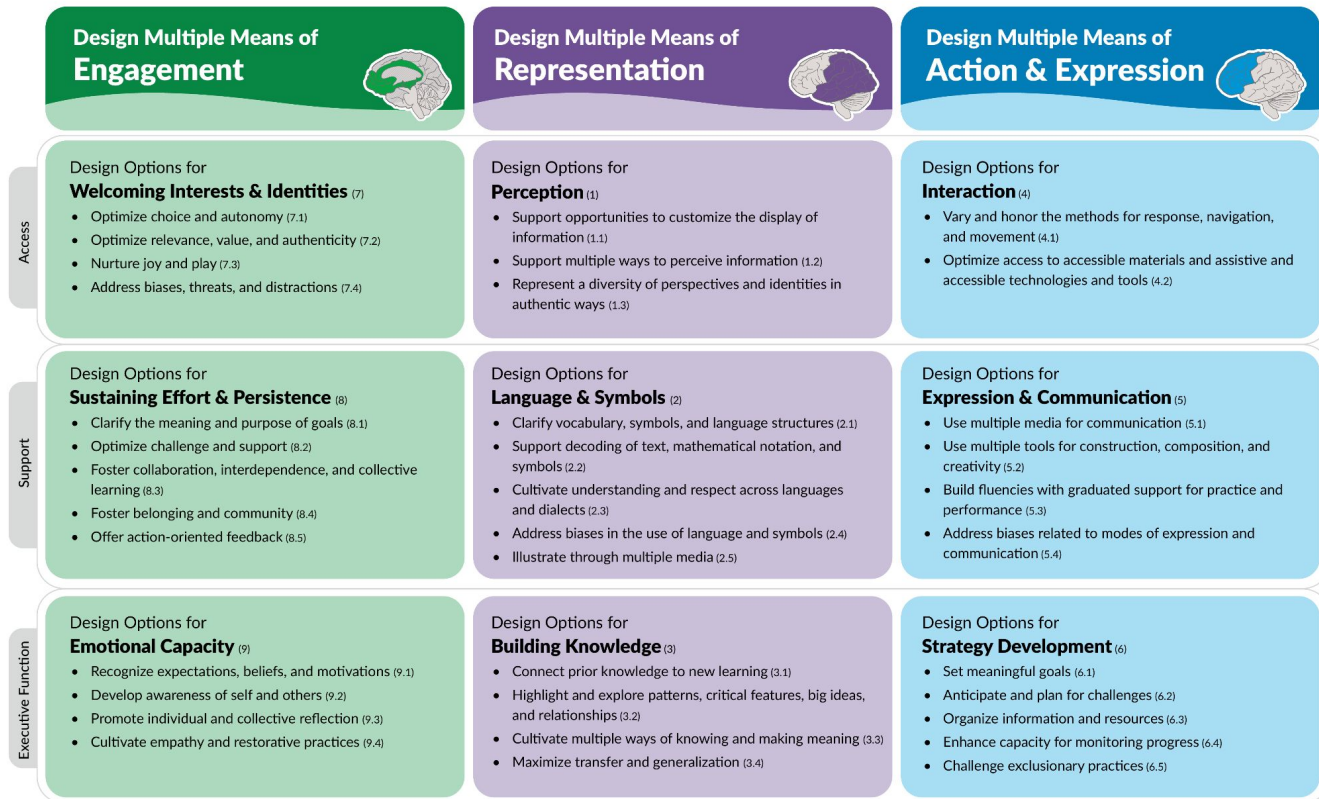 Design Multiple Means of
Engagement
Design Multiple Means of
Representation
Design Multiple Means of
Action & Expression
Access
Design Options for
Welcoming Interests & Identities (7)
• Optimize choice and autonomy (7.1)
• Optimize relevance, value, and authenticity (7.2)
• Nurture joy and play (7.3)
• Address biases, threats, and distractions (7.4)
Design Options for
Perception (1)
• Support opportunities to customize the display of
information (1.1)
• Support multiple ways to perceive information (1.2)
• Represent a diversity of perspectives and identities in
authentic ways (1.3)
Design Options for
Interaction (4)
• Vary and honor the methods for response, navigation,
and movement (4.1)
• Optimize access to accessible materials and assistive and
accessible technologies and tools (4.2)
Support
Design Options for
Sustaining Effort & Persistence (8)
• Clarify the meaning and purpose of goals (8.1)
• Optimize challenge and support (8.2)
• Foster collaboration, interdependence, and collective
learning (8.3)
• Foster belonging and community (8.4)
• Offer action-oriented feedback (8.5)
Design Options for
Language & Symbols (2)
• Clarify vocabulary, symbols, and language structures (2.1)
• Support decoding of text, mathematical notation, and
symbols (2.2)
• Cultivate understanding and respect across languages
and dialects (2.3)
• Address biases in the use of language and symbols (2.4)
• Illustrate through multiple media (2.5)
Design Options for
Expression & Communication (5)
• Use multiple media for communication (5.1)
• Use multiple tools for construction, composition, and
creativity (5.2)
• Build fluencies with graduated support for practice and
performance (5.3)
• Address biases related to modes of expression and
communication (5.4)
Executive Function
Design Options for
Emotional Capacity (9)
• Recognize expectations, beliefs, and motivations (9.1)
• Develop awareness of self and others (9.2)
• Promote individual and collective reflection (9.3)
• Cultivate empathy and restorative practices (9.4)
Design Options for
Building Knowledge (3)
• Connect prior knowledge to new learning (3.1)
• Highlight and explore patterns, critical features, big ideas,
and relationships (3.2)
• Cultivate multiple ways of knowing and making meaning (3.3)
• Maximize transfer and generalization (3.4)
Design Options for
Strategy Development (6)
• Set meaningful goals (6.1)
• Anticipate and plan for challenges (6.2)
• Organize information and resources (6.3)
• Enhance capacity for monitoring progress (6.4)
• Challenge exclusionary practices (6.5)